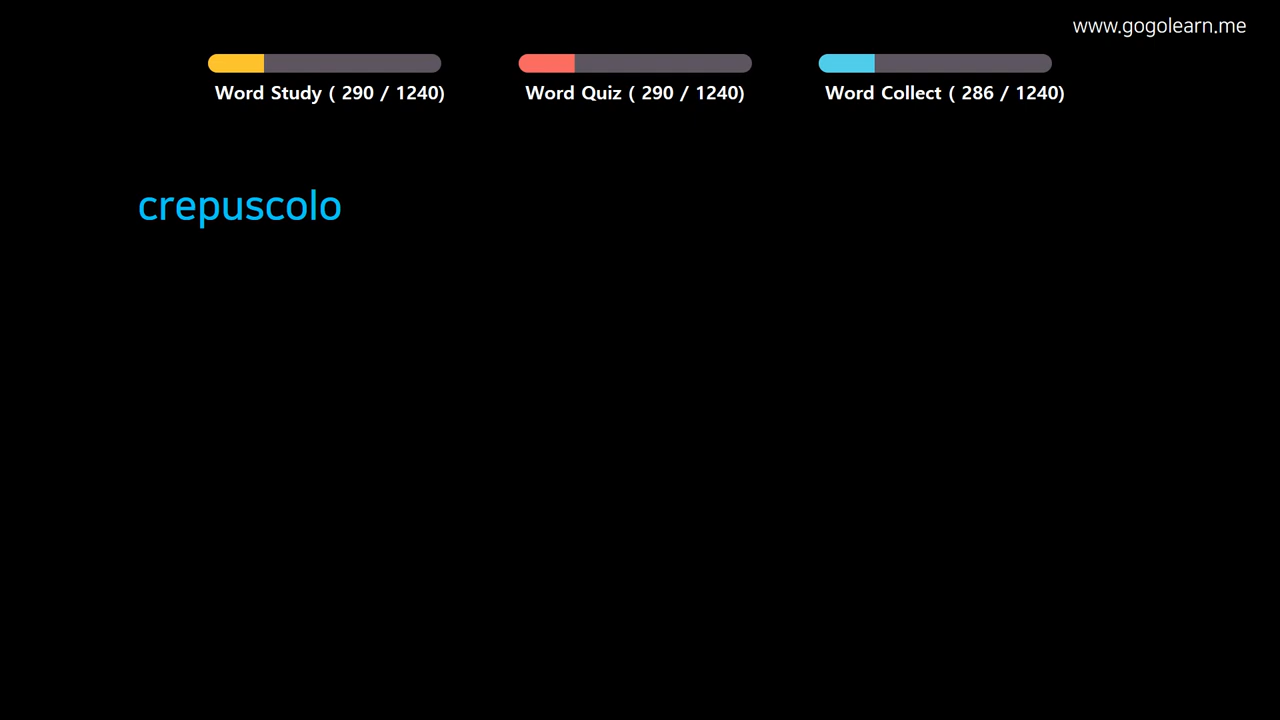 www.gogolearn.me
Word Study ( 290 / 1240)
Word Quiz ( 290 / 1240)
Word Collect ( 286 / 1240)
crepuscolo